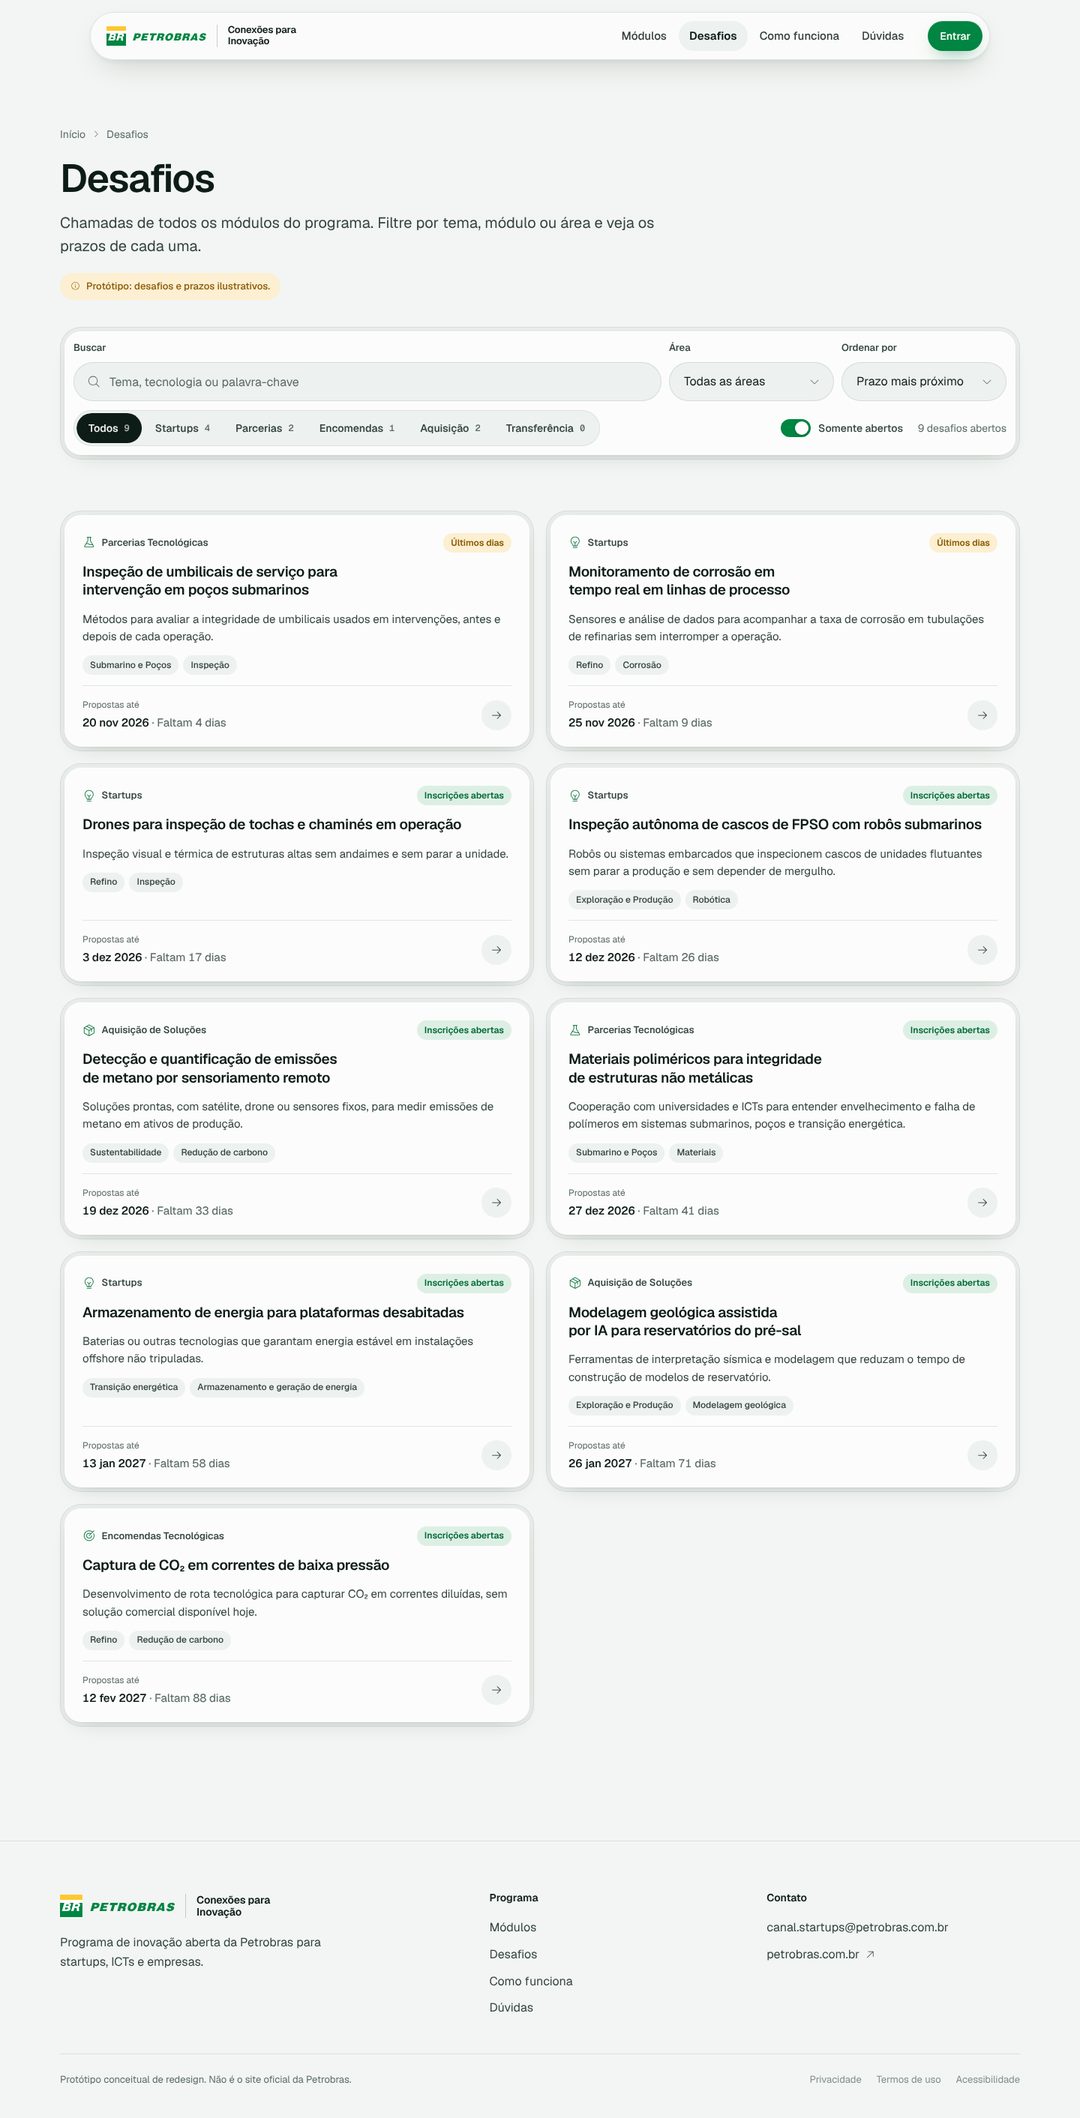 BR PETROBRAS
Conexões para
Inovação
Módulos
Desafios
Como funciona
Dúvidas
Entrar
Início
Desafios
Desafios
Chamadas de todos os módulos do programa. Filtre por tema, módulo ou área e veja os
prazos de cada uma.
Protótipo: desafios e prazos ilustrativos.
Buscar
Tema, tecnologia ou palavra-chave
Área
Todas as áreas
Ordenar por
Prazo mais próximo
Todos 9
Startups 4
Parcerias 2
Encomendas 1
Aquisição 2
Transferência 0
Somente abertos
9 desafios abertos
Parcerias Tecnológicas
Últimos dias
Inspeção de umbilicais de serviço para
intervenção em poços submarinos
Métodos para avaliar a integridade de umbilicais usados em intervenções, antes e
depois de cada operação.
Submarino e Poços
Inspeção
Propostas até
20 nov 2026 · Faltam 4 dias
Startups
Últimos dias
Monitoramento de corrosão em
tempo real em linhas de processo
Sensores e análise de dados para acompanhar a taxa de corrosão em tubulações
de refinarias sem interromper a operação.
Refino
Corrosão
Propostas até
25 nov 2026 · Faltam 9 dias
Startups
Inscrições abertas
Drones para inspeção de tochas e chaminés em operação
Inspeção visual e térmica de estruturas altas sem andaimes e sem parar a unidade.
Refino
Inspeção
Propostas até
3 dez 2026 · Faltam 17 dias
Startups
Inscrições abertas
Inspeção autônoma de cascos de FPSO com robôs submarinos
Robôs ou sistemas embarcados que inspecionem cascos de unidades flutuantes
sem parar a produção e sem depender de mergulho.
Exploração e Produção
Robótica
Propostas até
12 dez 2026 · Faltam 26 dias
Aquisição de Soluções
Inscrições abertas
Detecção e quantificação de emissões
de metano por sensoriamento remoto
Soluções prontas, com satélite, drone ou sensores fixos, para medir emissões de
metano em ativos de produção.
Sustentabilidade
Redução de carbono
Propostas até
19 dez 2026 · Faltam 33 dias
Parcerias Tecnológicas
Inscrições abertas
Materiais poliméricos para integridade
de estruturas não metálicas
Cooperação com universidades e ICTs para entender envelhecimento e falha de
polímeros em sistemas submarinos, poços e transição energética.
Submarino e Poços
Materiais
Propostas até
27 dez 2026 · Faltam 41 dias
Startups
Inscrições abertas
Armazenamento de energia para plataformas desabitadas
Baterias ou outras tecnologias que garantam energia estável em instalações
offshore não tripuladas.
Transição energética
Armazenamento e geração de energia
Propostas até
13 jan 2027 · Faltam 58 dias
Aquisição de Soluções
Inscrições abertas
Modelagem geológica assistida
por IA para reservatórios do pré-sal
Ferramentas de interpretação sísmica e modelagem que reduzam o tempo de
construção de modelos de reservatório.
Exploração e Produção
Modelagem geológica
Propostas até
26 jan 2027 · Faltam 71 dias
Encomendas Tecnológicas
Inscrições abertas
Captura de CO₂ em correntes de baixa pressão
Desenvolvimento de rota tecnológica para capturar CO₂ em correntes diluídas, sem
solução comercial disponível hoje.
Refino
Redução de carbono
Propostas até
12 fev 2027 · Faltam 88 dias
BR PETROBRAS
Conexões para
Inovação
Programa de inovação aberta da Petrobras para
startups, ICTs e empresas.
Programa
Módulos
Desafios
Como funciona
Dúvidas
Contato
canal.startups@petrobras.com.br
petrobras.com.br
Protótipo conceitual de redesign. Não é o site oficial da Petrobras.
Privacidade
Termos de uso
Acessibilidade